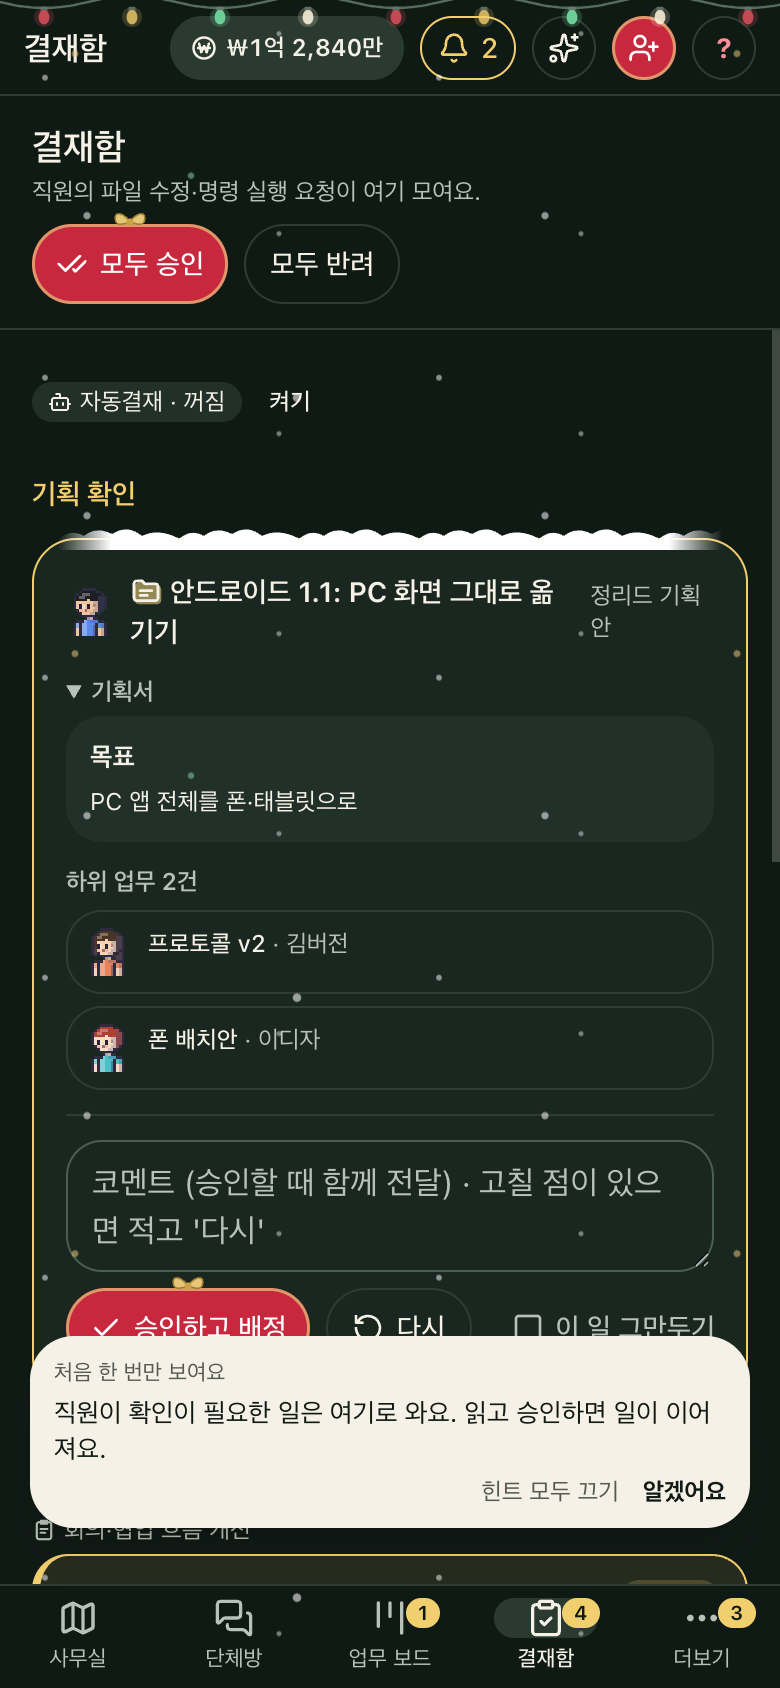 결재함
₩1억 2,840만
2
?
결재함
직원의 파일 수정·명령 실행 요청이 여기 모여요.
모두 승인
모두 반려
자동결재 · 꺼짐
켜기
기획 확인
안드로이드 1.1: PC 화면 그대로 옮
기기
정리드 기획
안
▼ 기획서
목표
PC 앱 전체를 폰·태블릿으로
하위 업무 2건
프로토콜 v2 · 김버전
폰 배치안 · 이디자
코멘트 (승인할 때 함께 전달) · 고칠 점이 있으
면 적고 '다시'
승인하고 배정
다시
이 일 그만두기
처음 한 번만 보여요
직원이 확인이 필요한 일은 여기로 와요. 읽고 승인하면 일이 이어
져요.
힌트 모두 끄기
알겠어요
회의·협업 흐름 개선
1
4
3
사무실
단체방
업무 보드
결재함
더보기